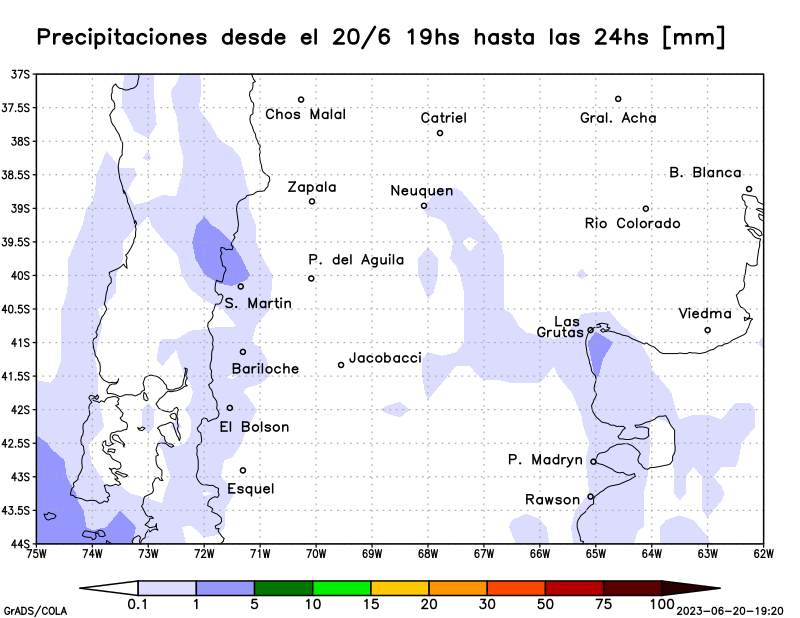 Precipitaciones desde el 20/6 19hs hasta las 24hs [mm]
37S
37.5S
38S
38.5S
39S
39.5S
40S
40.5S
41S
41.5S
42S
42.5S
43S
43.5S
44S
Chos Malal
Catriel
Gral. Acha
B. Blanca
Zapala
Neuquen
Rio Colorado
P. del Aguila
S. Martin
Viedma
Las
Grutas
Bariloche
Jacobacci
El Bolson
P. Madryn
Esquel
Rawson
75W 74W 73W 72W 71W 70W 69W 68W 67W 66W 65W 64W 63W 62W
0.1 1 5 10 15 20 30 50 75 100
GrADS/COLA
2023-06-20-19:20